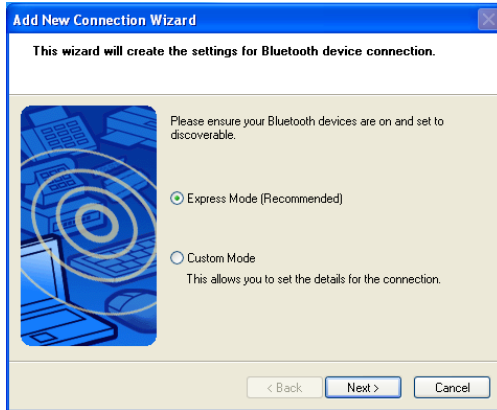 Add New Connection Wizard
This wizard will create the settings for Bluetooth device connection.
Please ensure your Bluetooth devices are on and set to
discoverable.
Express Mode (Recommended)
Custom Mode
This allows you to set the details for the connection.
< Back Next > Cancel